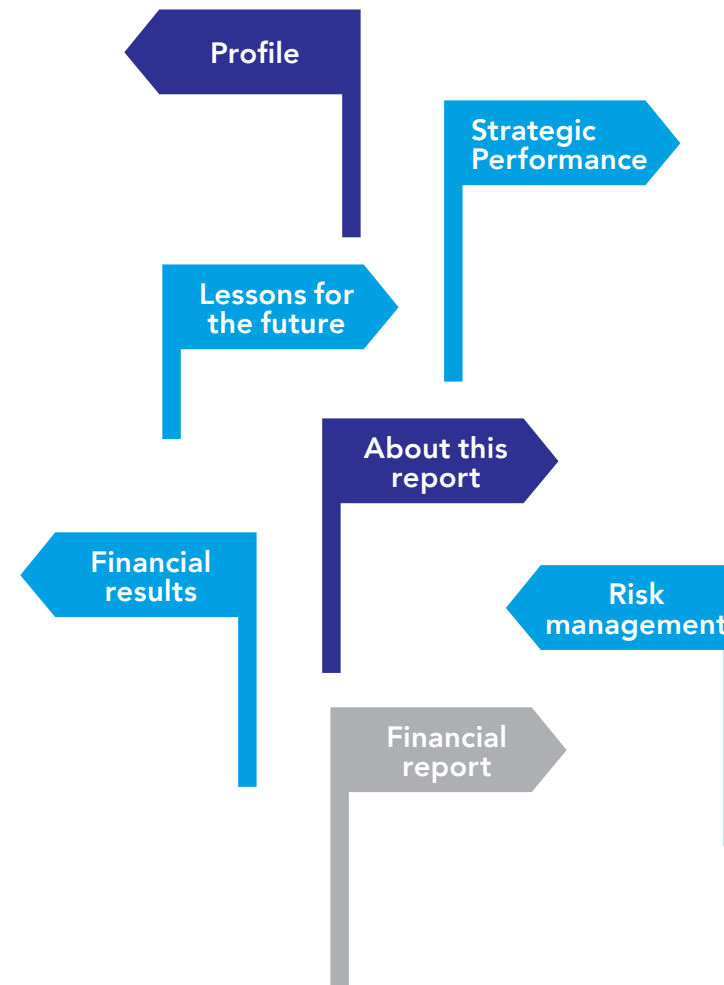 Profile
Strategic
Performance
Lessons for
the future
About this
report
Financial
results
Risk
management
Financial
report